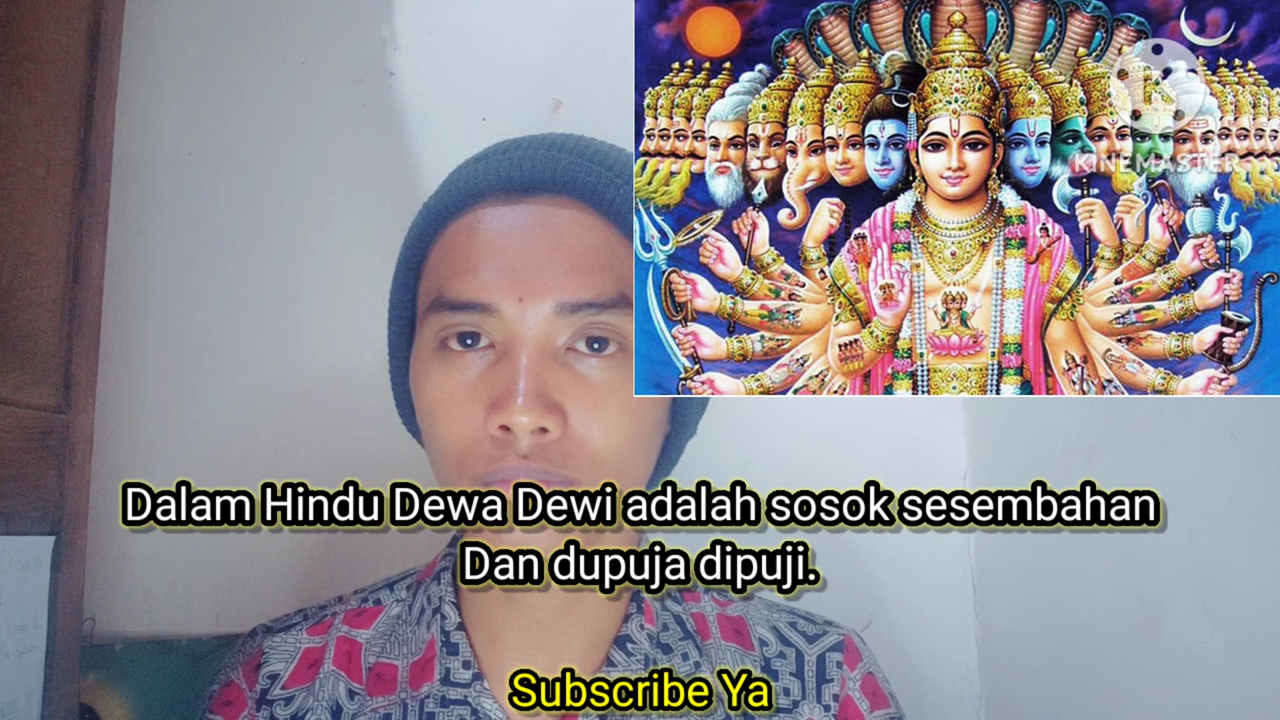 KINEMASTER
Dalam Hindu Dewa Dewi adalah sosok sesembahan
Dan dupuja dipuji.
Subscribe Ya